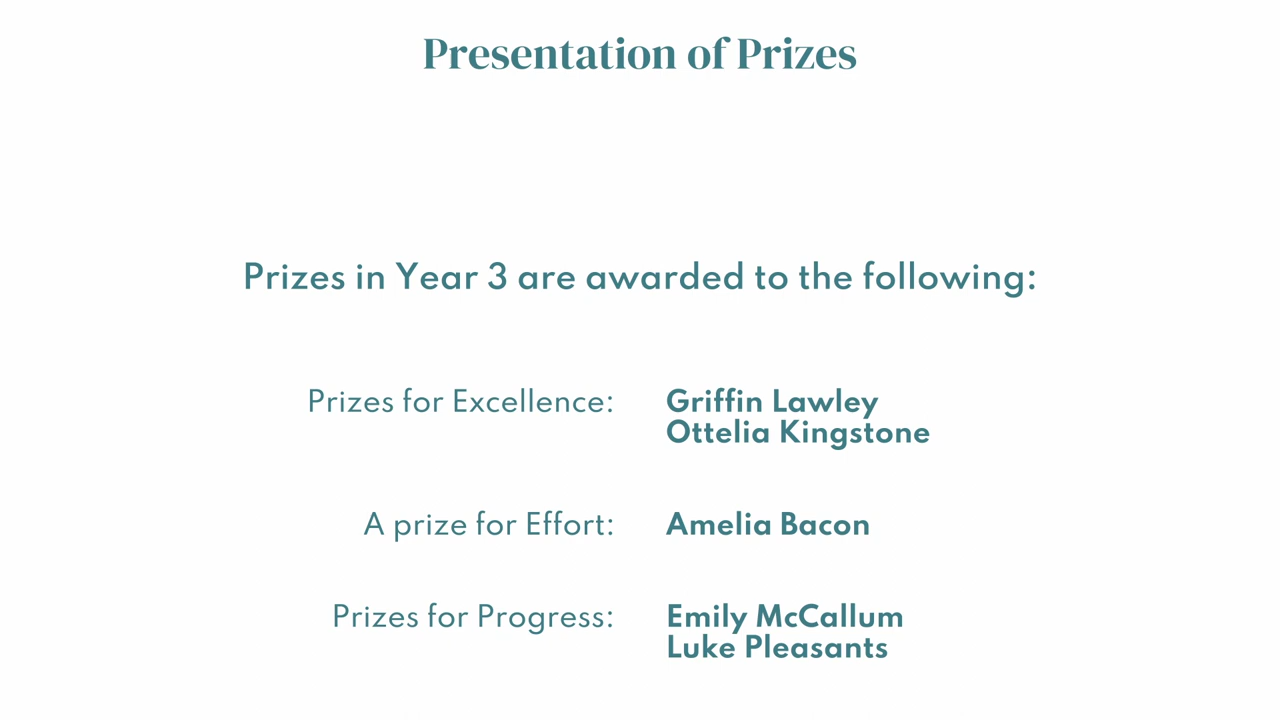 Presentation of Prizes
Prizes in Year 3 are awarded to the following:
Prizes for Excellence: Griffin Lawley
Ottelia Kingstone
A prize for Effort: Amelia Bacon
Prizes for Progress: Emily McCallum
Luke Pleasants